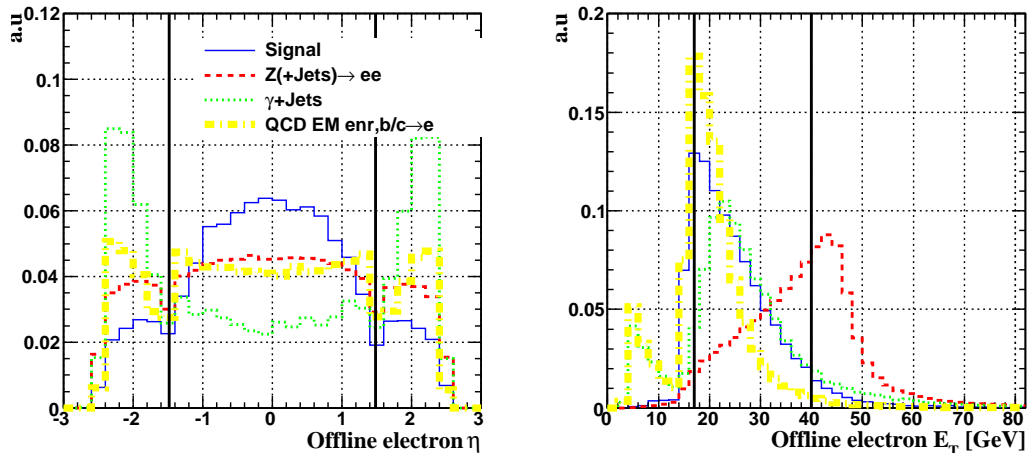 a.u
0.12
0.1
0.08
0.06
0.04
0.02
0
Signal
Z(+Jets)→ ee
γ+Jets
QCD EM enr,b/c→e
-3 -2 -1 0 1 2 3
Offline electron η
a.u
0.2
0.15
0.1
0.05
0
0 10 20 30 40 50 60 70 80
Offline electron E_T [GeV]